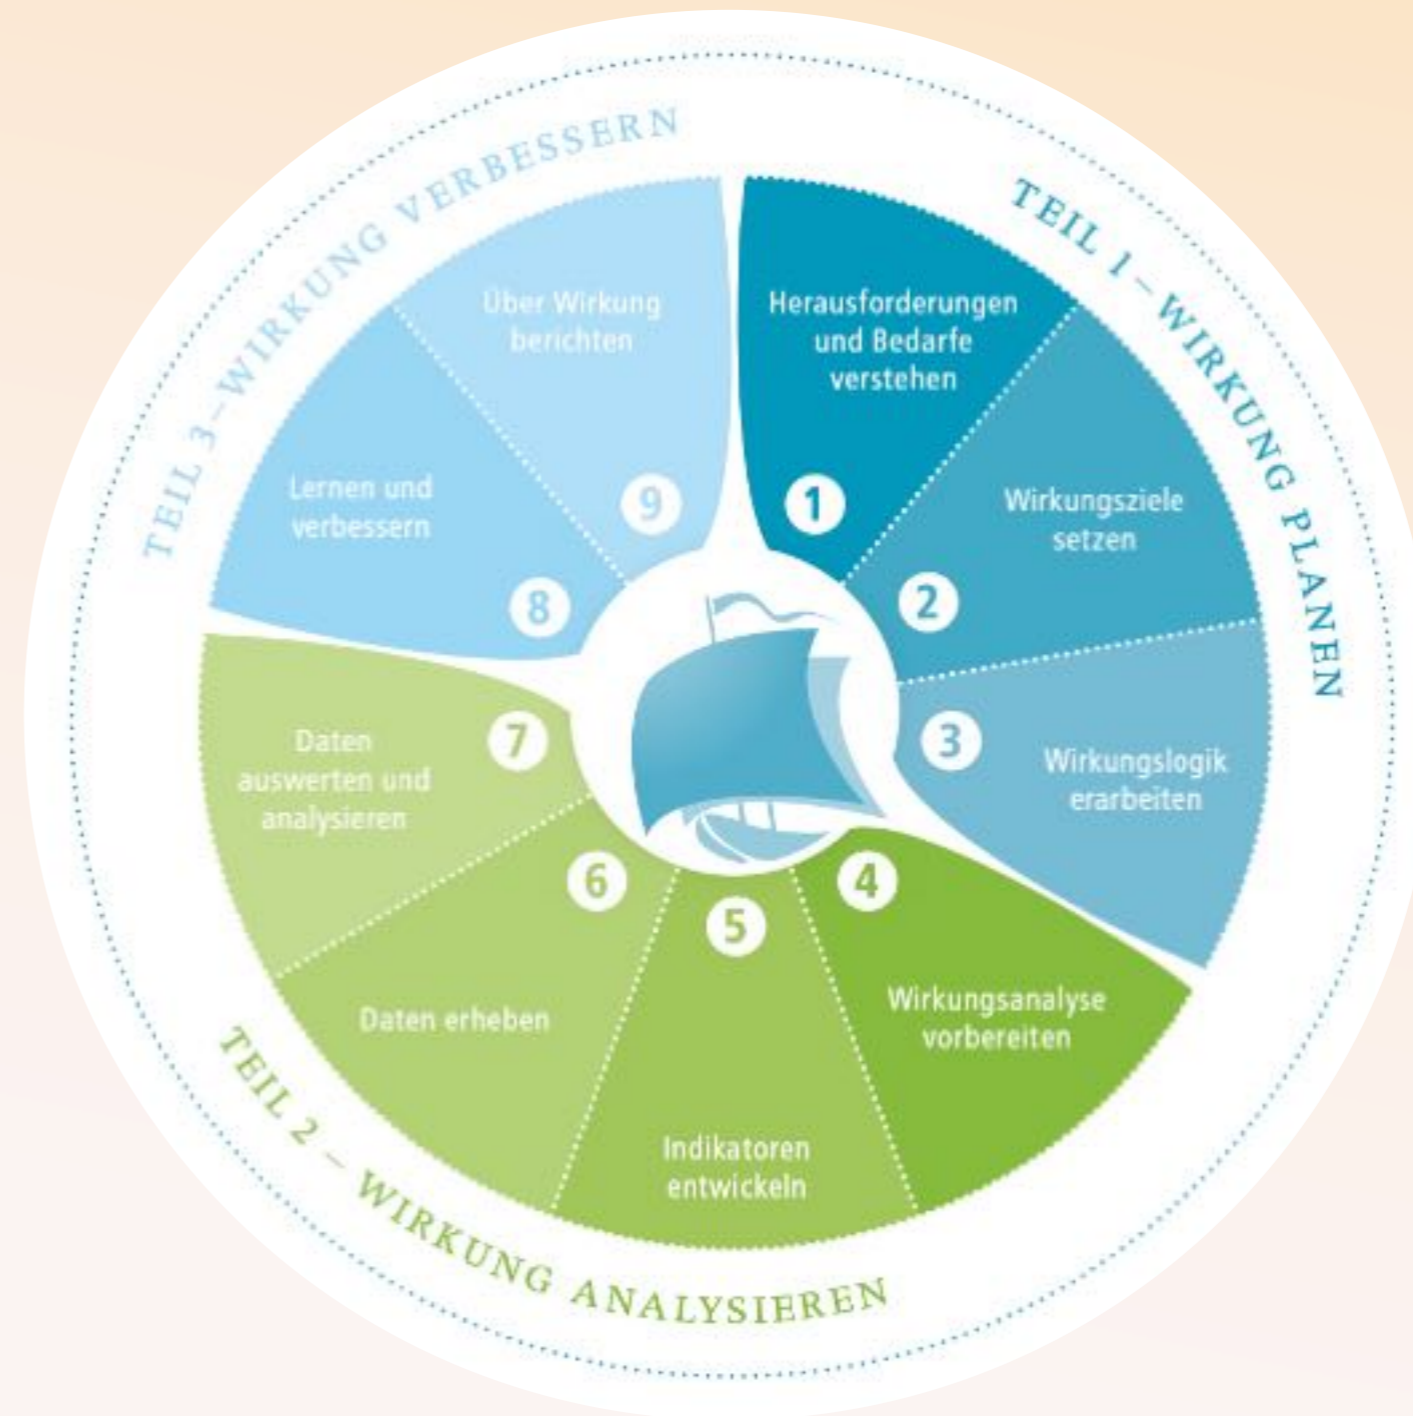 TEIL 1 – WIRKUNG PLANEN
Herausforderungen
und Bedarfe
verstehen
1
Wirkungsziele
setzen
2
Wirkungslogik
erarbeiten
3
TEIL 2 – WIRKUNG ANALYSIEREN
4
Wirkungsanalyse
vorbereiten
5
Indikatoren
entwickeln
6
Daten erheben
7
Daten
auswerten und
analysieren
TEIL 3 – WIRKUNG VERBESSERN
Lernen und
verbessern
8
Über Wirkung
berichten
9